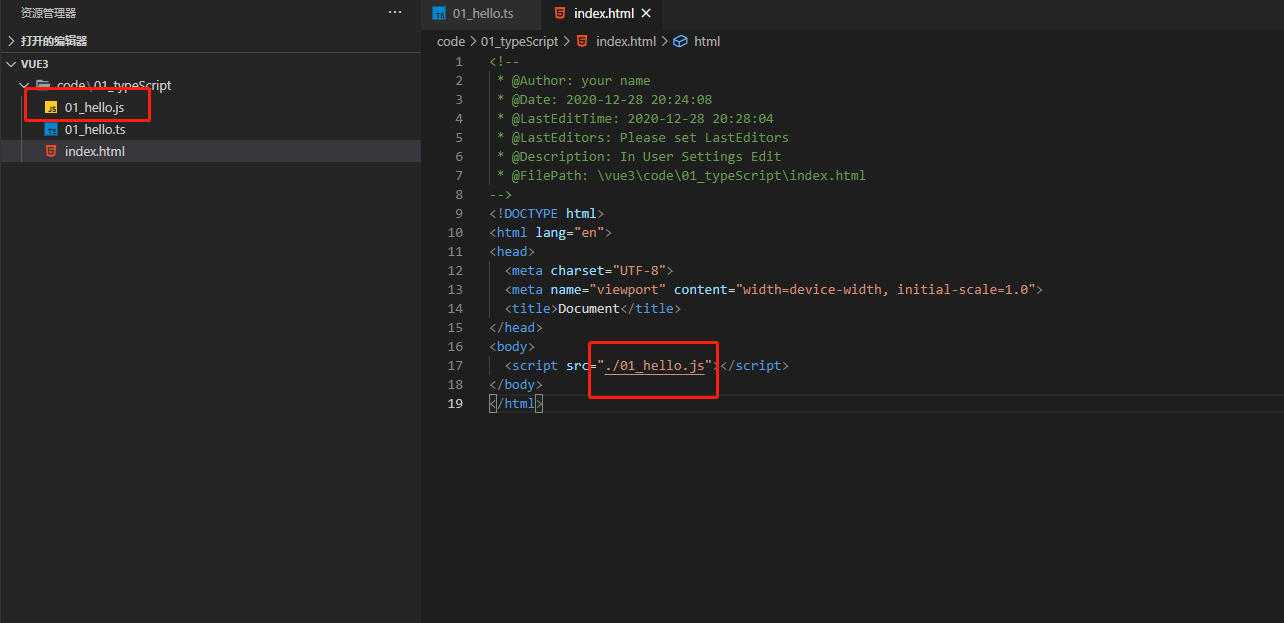 资源管理器
···
打开的编辑器
VUE3
code \ 01_typeScript
JS 01_hello.js
TS 01_hello.ts
index.html
TS 01_hello.ts
index.html
code > 01_typeScript > index.html > html
1 <!--
2 * @Author: your name
3 * @Date: 2020-12-28 20:24:08
4 * @LastEditTime: 2020-12-28 20:28:04
5 * @LastEditors: Please set LastEditors
6 * @Description: In User Settings Edit
7 * @FilePath: \vue3\code\01_typeScript\index.html
8 -->
9 <!DOCTYPE html>
10 <html lang="en">
11 <head>
12 <meta charset="UTF-8">
13 <meta name="viewport" content="width=device-width, initial-scale=1.0">
14 <title>Document</title>
15 </head>
16 <body>
17 <script src="./01_hello.js"></script>
18 </body>
19 </html>